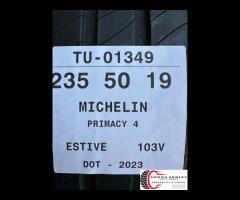 TU-01349
235 50 19
MICHELIN
PRIMACY 4
ESTIVE 103V
DOT - 2023